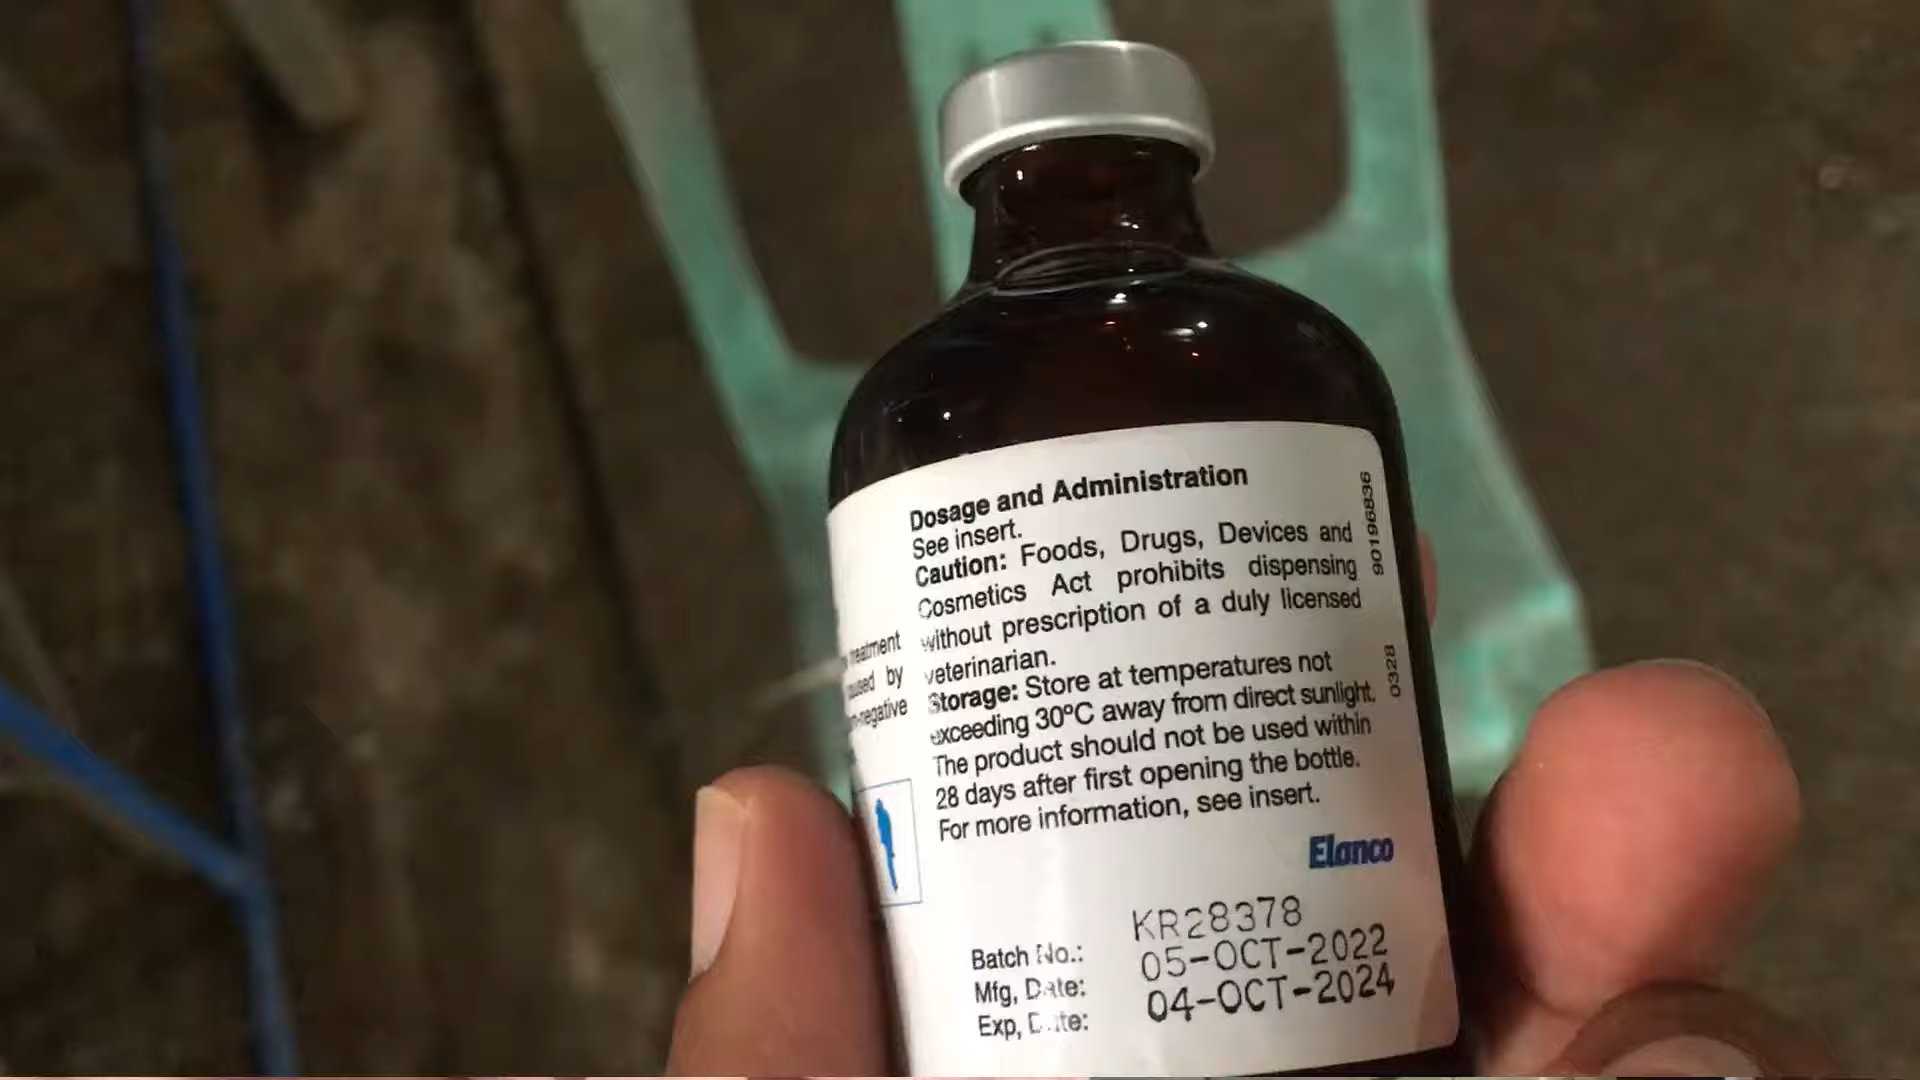 Dosage and Administration
See insert.
Caution: Foods, Drugs, Devices and
Cosmetics Act prohibits dispensing
without prescription of a duly licensed
veterinarian.
Storage: Store at temperatures not
exceeding 30ºC away from direct sunlight.
The product should not be used within
28 days after first opening the bottle.
For more information, see insert.
90196836
0328
treatment
by
Elanco
Batch No.: KR28378
Mfg, Date: 05-OCT-2022
Exp, Date: 04-OCT-2024